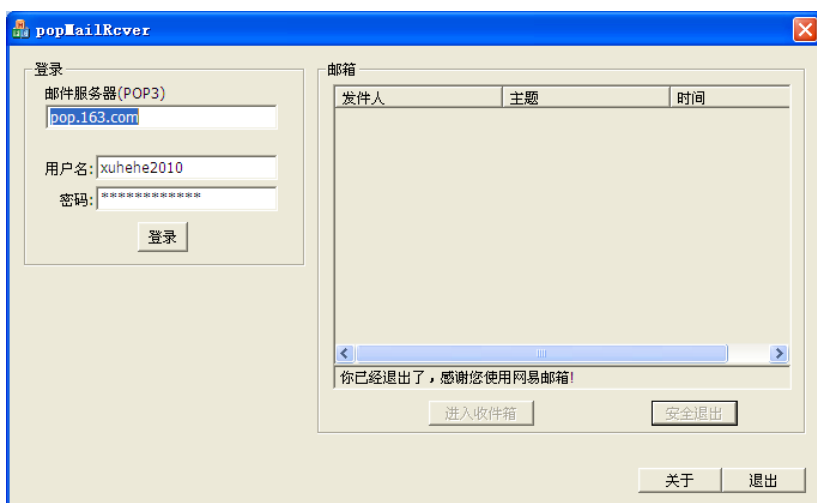 popMailRcver
登录
邮件服务器(POP3)
pop.163.com
用户名:
xuhehe2010
密码:
************
登录
邮箱
发件人 主题 时间
你已经退出了，感谢您使用网易邮箱!
进入收件箱 安全退出
关于 退出